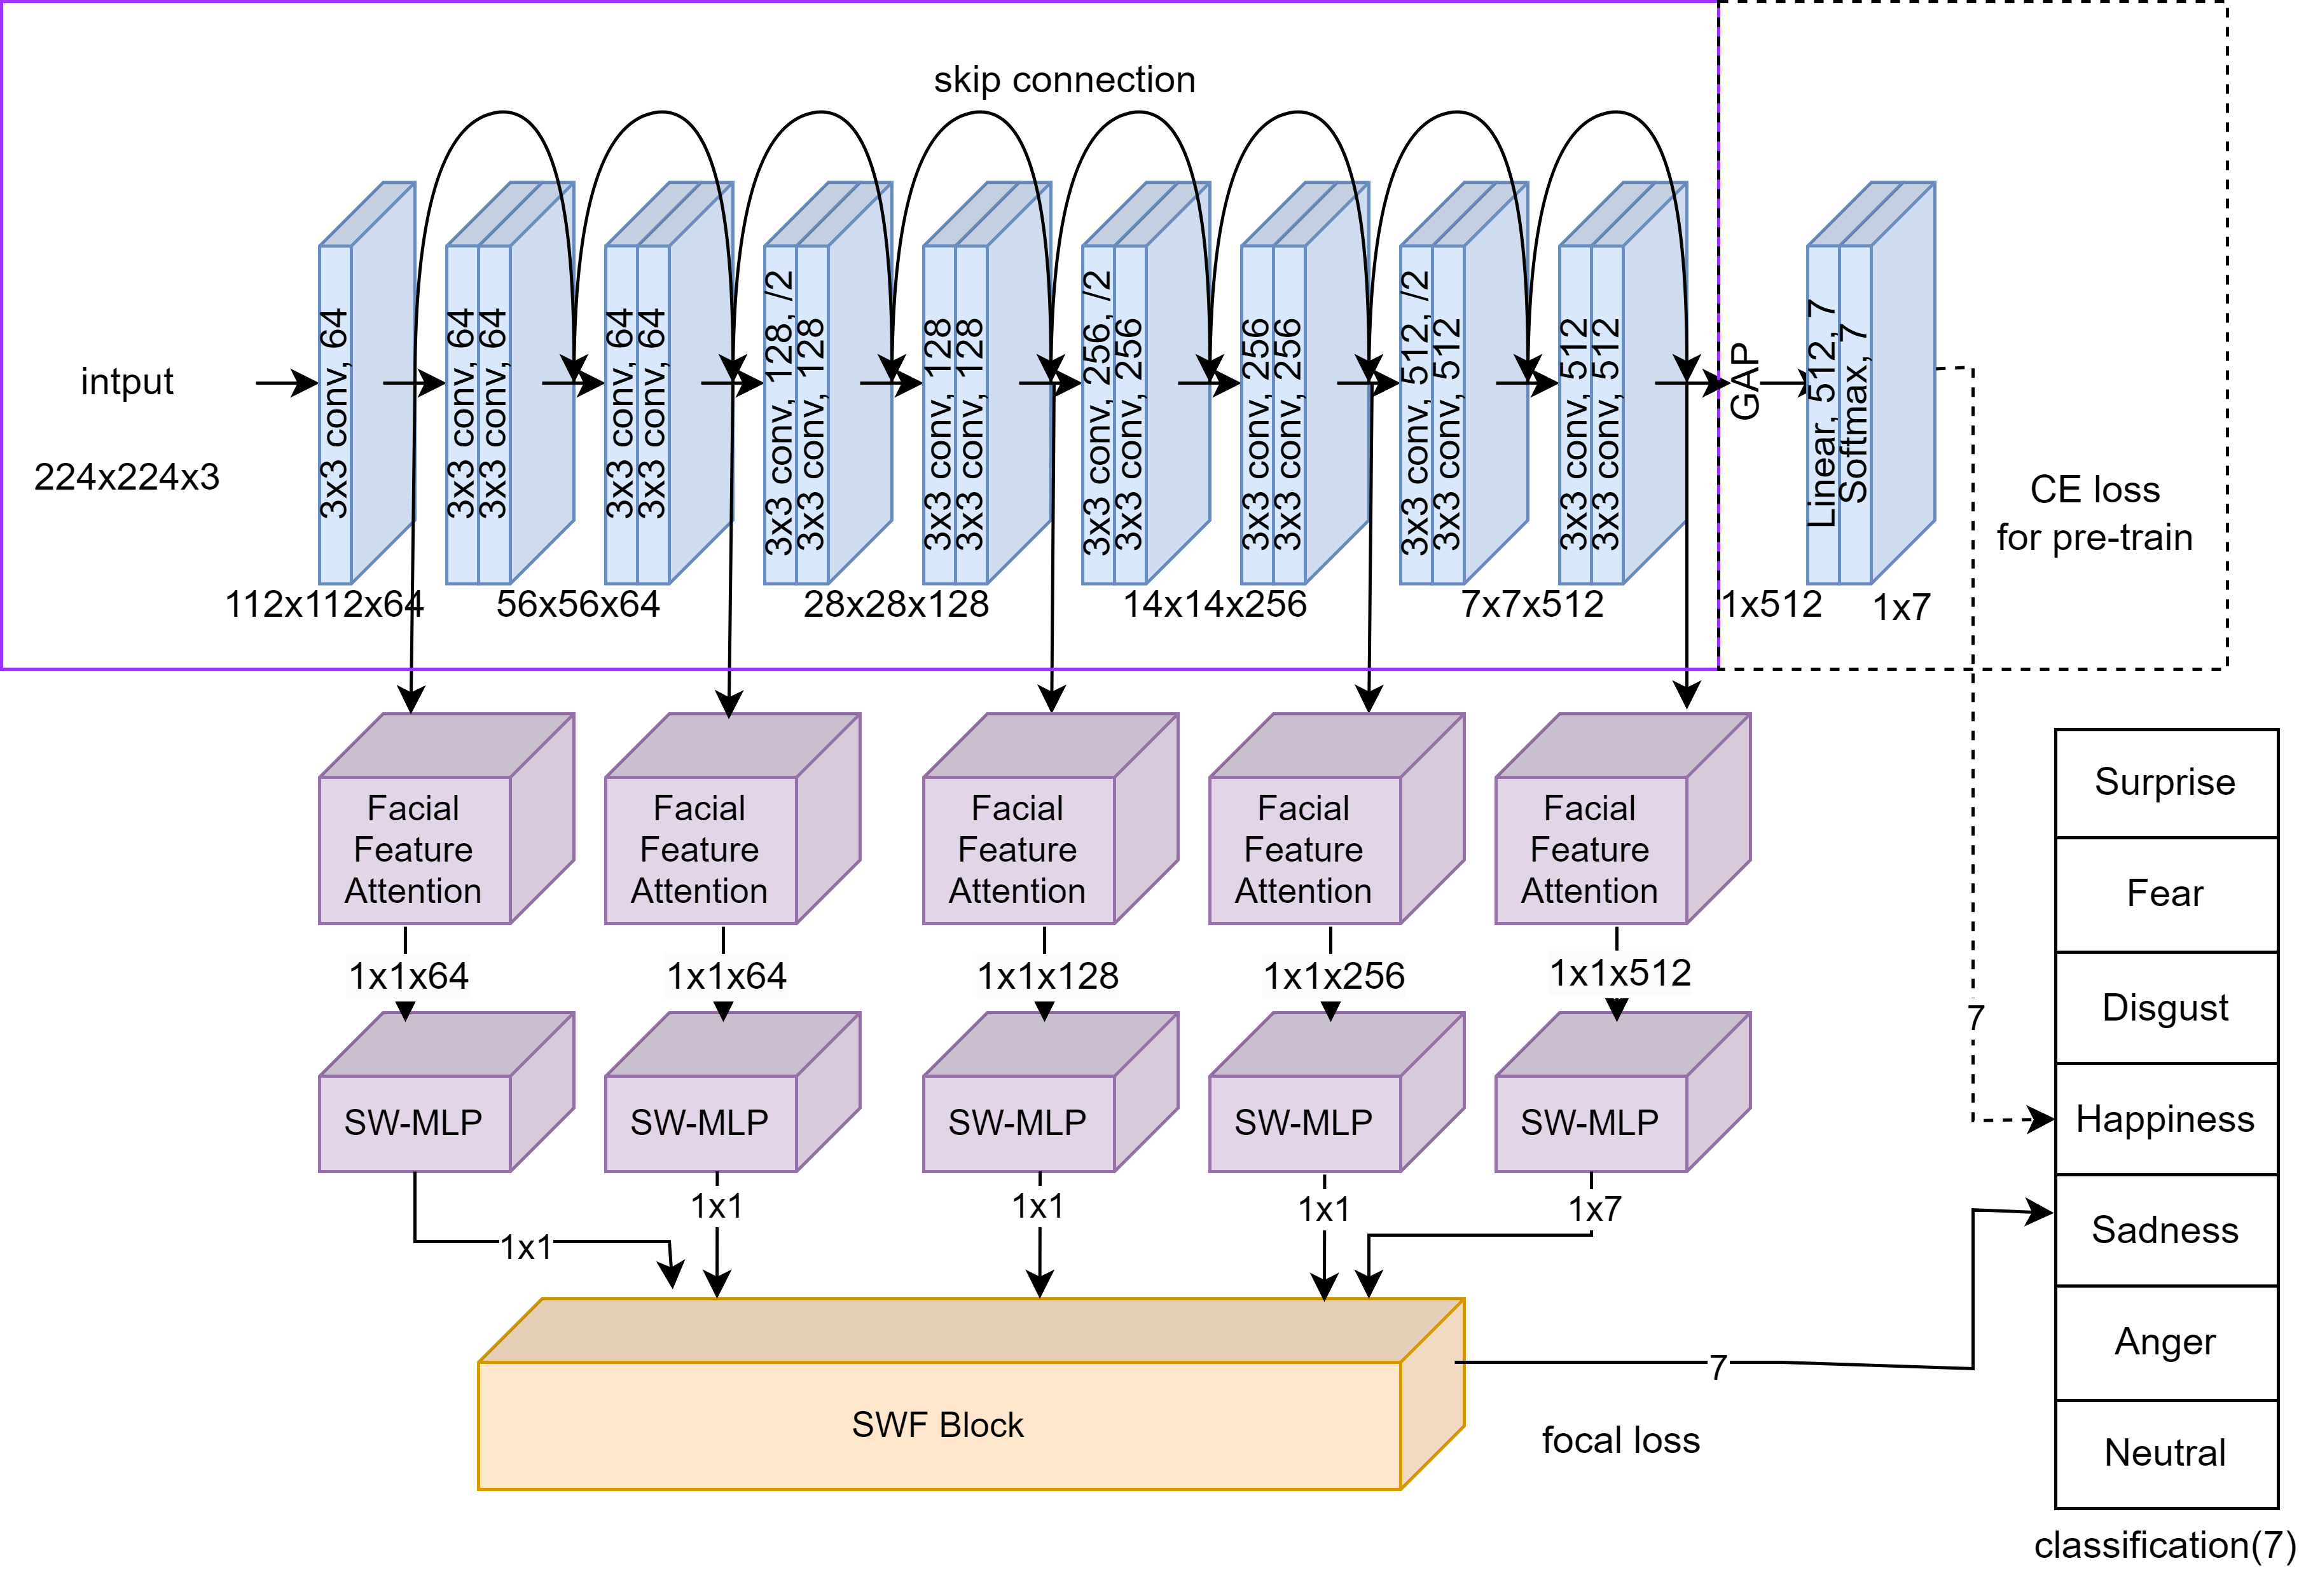 skip connection
intput
224x224x3
3x3 conv, 64
3x3 conv, 64
3x3 conv, 64
3x3 conv, 64
3x3 conv, 64
3x3 conv, 128, /2
3x3 conv, 128
3x3 conv, 128
3x3 conv, 128
3x3 conv, 256, /2
3x3 conv, 256
3x3 conv, 256
3x3 conv, 256
3x3 conv, 512, /2
3x3 conv, 512
3x3 conv, 512
3x3 conv, 512
GAP
Linear, 512, 7
Softmax, 7
CE loss
for pre-train
112x112x64
56x56x64
28x28x128
14x14x256
7x7x512
1x512
1x7
Facial
Feature
Attention
Facial
Feature
Attention
Facial
Feature
Attention
Facial
Feature
Attention
Facial
Feature
Attention
1x1x64
1x1x64
1x1x128
1x1x256
1x1x512
7
SW-MLP
SW-MLP
SW-MLP
SW-MLP
SW-MLP
1x1
1x1
1x1
1x1
1x7
SWF Block
7
focal loss
Surprise
Fear
Disgust
Happiness
Sadness
Anger
Neutral
classification(7)